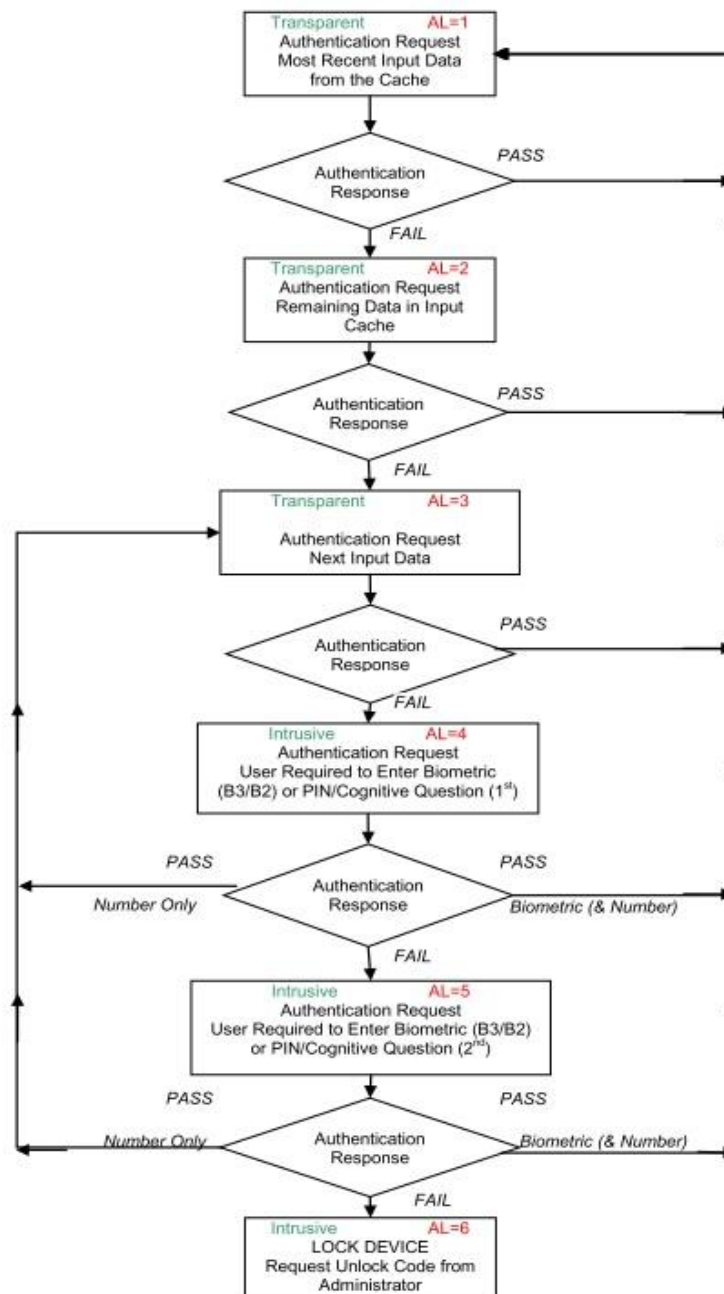 Transparent AL=1
Authentication Request
Most Recent Input Data
from the Cache
PASS
Authentication
Response
FAIL
Transparent AL=2
Authentication Request
Remaining Data in Input
Cache
PASS
Authentication
Response
FAIL
Transparent AL=3
Authentication Request
Next Input Data
PASS
Authentication
Response
FAIL
Intrusive AL=4
Authentication Request
User Required to Enter Biometric
(B3/B2) or PIN/Cognitive Question (1st)
PASS PASS
Authentication
Response
Number Only Biometric (& Number)
FAIL
Intrusive AL=5
Authentication Request
User Required to Enter Biometric (B3/B2)
or PIN/Cognitive Question (2nd)
PASS PASS
Number Only Authentication Biometric (& Number)
Response
FAIL
Intrusive AL=6
LOCK DEVICE
Request Unlock Code from
Administrator